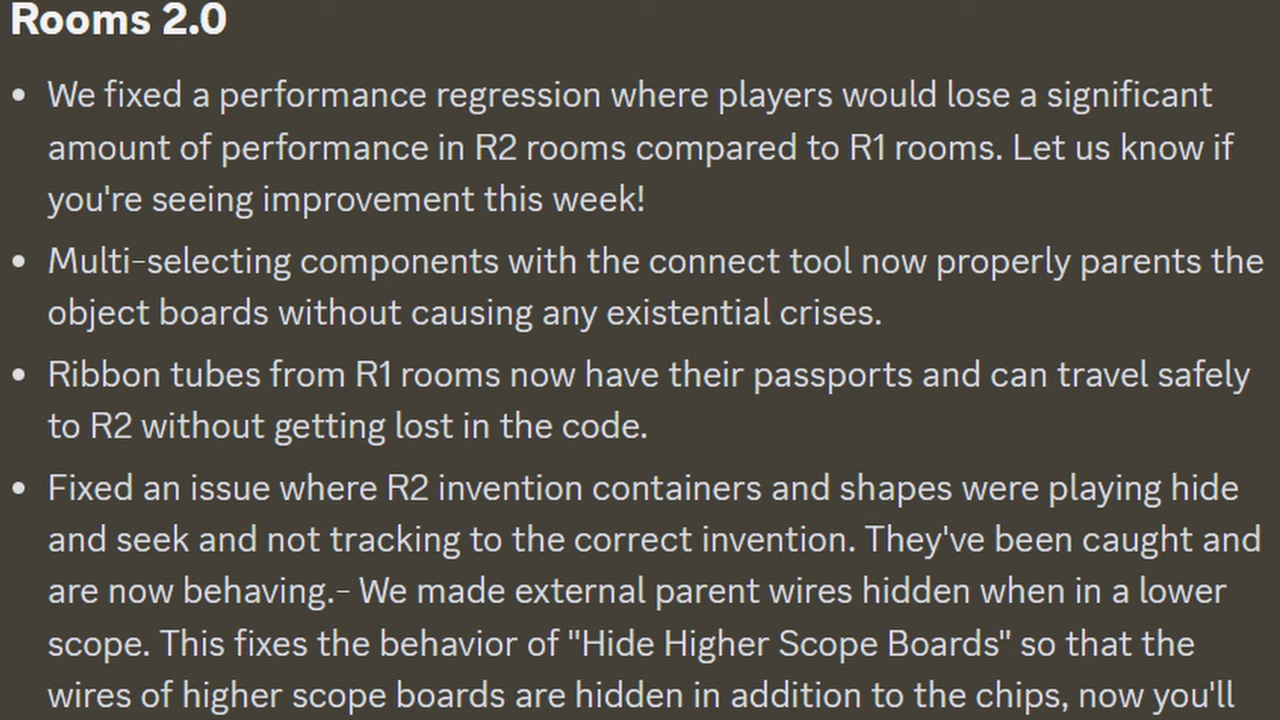 Rooms 2.0
• We fixed a performance regression where players would lose a significant
amount of performance in R2 rooms compared to R1 rooms. Let us know if
you're seeing improvement this week!
• Multi-selecting components with the connect tool now properly parents the
object boards without causing any existential crises.
• Ribbon tubes from R1 rooms now have their passports and can travel safely
to R2 without getting lost in the code.
• Fixed an issue where R2 invention containers and shapes were playing hide
and seek and not tracking to the correct invention. They've been caught and
are now behaving.- We made external parent wires hidden when in a lower
scope. This fixes the behavior of "Hide Higher Scope Boards" so that the
wires of higher scope boards are hidden in addition to the chips, now you'll